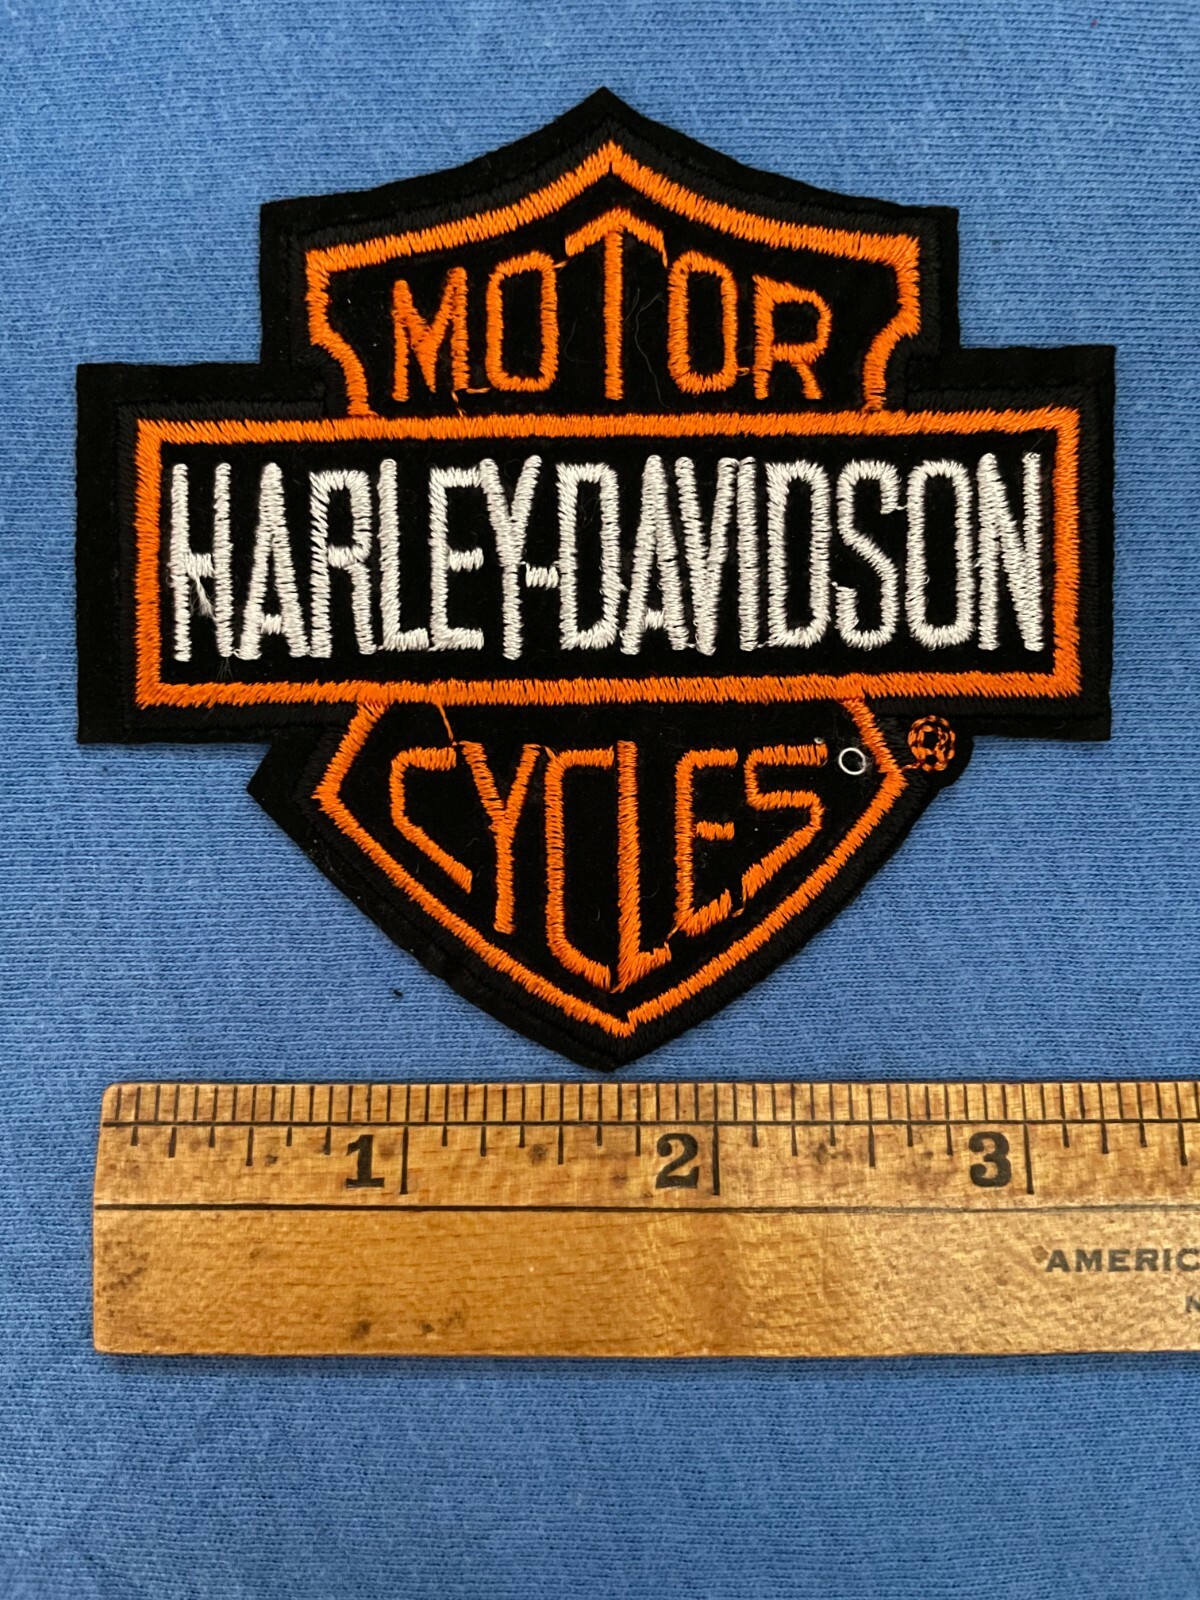 MOTOR
HARLEY-DAVIDSON
CYCLES
®
1 2 3
AMERIC